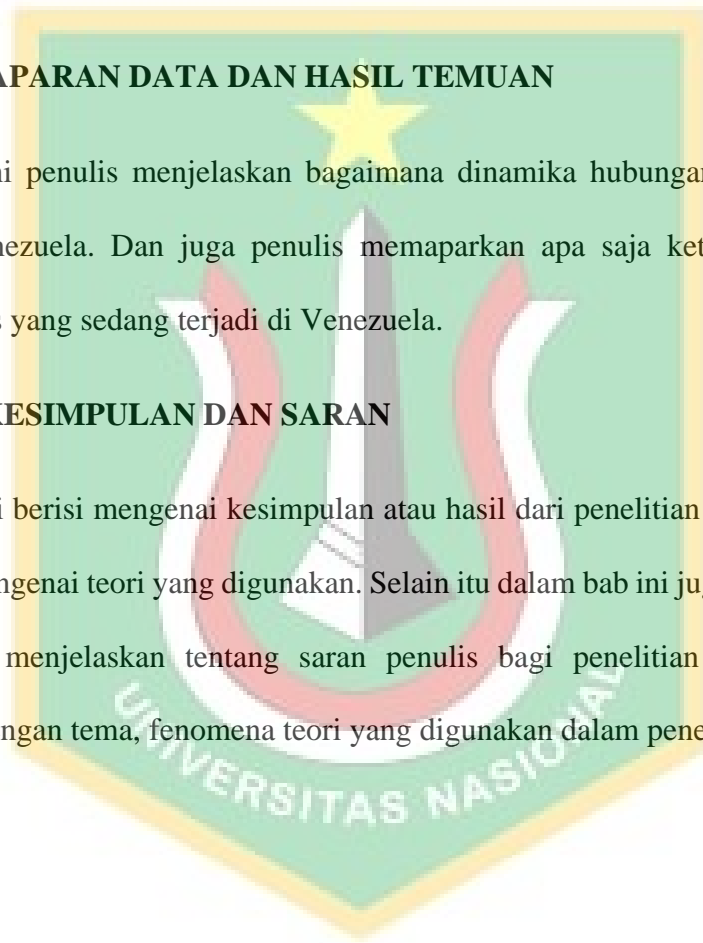 APARAN DATA DAN HASIL TEMUAN
ni penulis menjelaskan bagaimana dinamika hubungan
nezuela. Dan juga penulis memaparkan apa saja ket
s yang sedang terjadi di Venezuela.
KESIMPULAN DAN SARAN
i berisi mengenai kesimpulan atau hasil dari penelitian
ngenai teori yang digunakan. Selain itu dalam bab ini jug
menjelaskan tentang saran penulis bagi penelitian
ngan tema, fenomena teori yang digunakan dalam pene
UNIVERSITAS NASIONAL